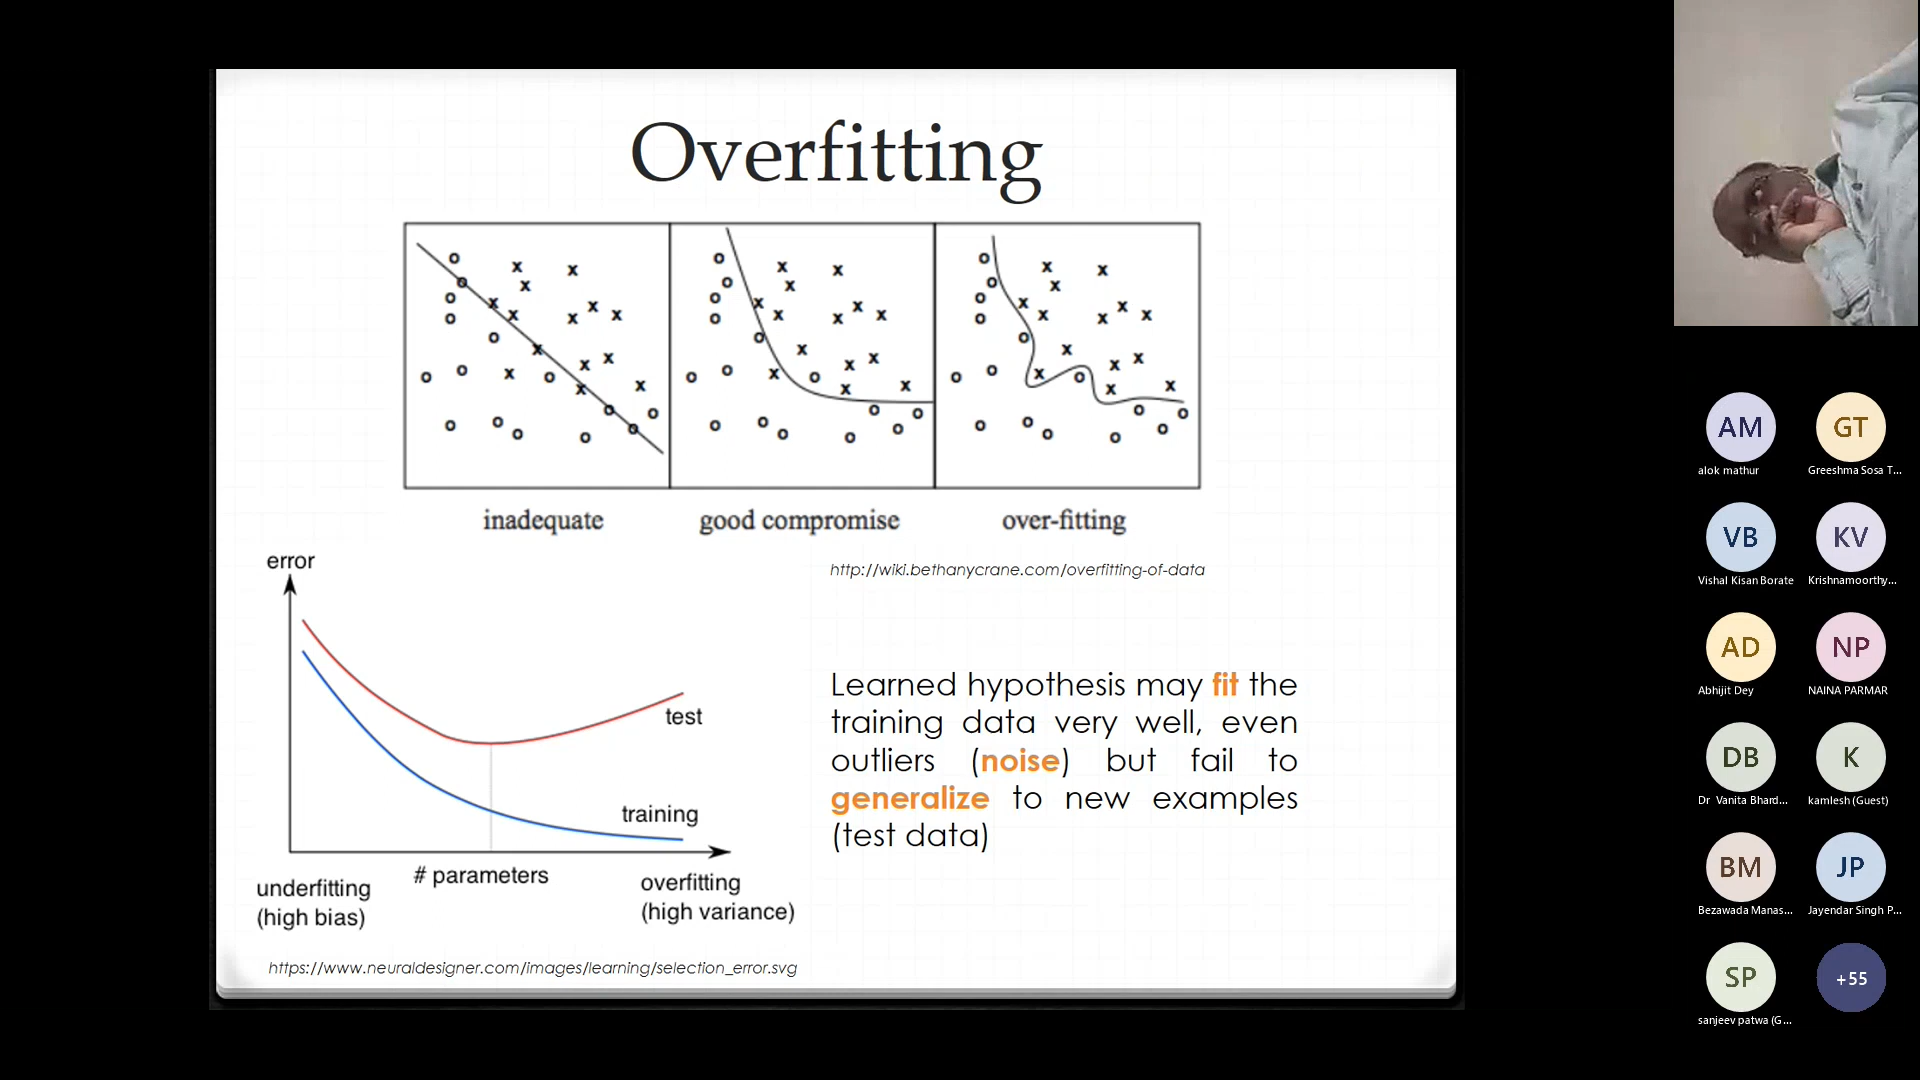 Overfitting
inadequate
good compromise
over-fitting
http://wiki.bethanycrane.com/overfitting-of-data
error
test
training
# parameters
underfitting
(high bias)
overfitting
(high variance)
https://www.neuraldesigner.com/images/learning/selection_error.svg
Learned hypothesis may fit the
training data very well, even
outliers (noise) but fail to
generalize to new examples
(test data)
AM
alok mathur
GT
Greeshma Sosa T...
VB
Vishal Kisan Borate
KV
Krishnamoorthy...
AD
Abhijit Dey
NP
NAINA PARMAR
DB
Dr Vanita Bhard...
K
kamlesh (Guest)
BM
Bezawada Manas...
JP
Jayendar Singh P...
SP
sanjeev patwa (G...
+55